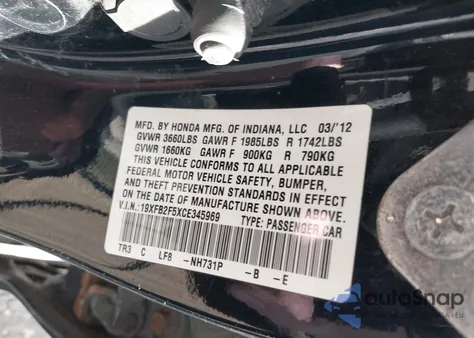 MFD. BY HONDA MFG. OF INDIANA, LLC 03/'12
GVWR 3660LBS GAWR F 1985LBS R 1742LBS
GVWR 1660KG GAWR F 900KG R 790KG
THIS VEHICLE CONFORMS TO ALL APPLICABLE
FEDERAL MOTOR VEHICLE SAFETY, BUMPER,
AND THEFT PREVENTION STANDARDS IN EFFECT
ON THE DATE OF MANUFACTURE SHOWN ABOVE.
V.I.N.:19XFB2F5XCE345969 TYPE: PASSENGER CAR
TR3 C LF8 -NH731P -B -E
autoSnap